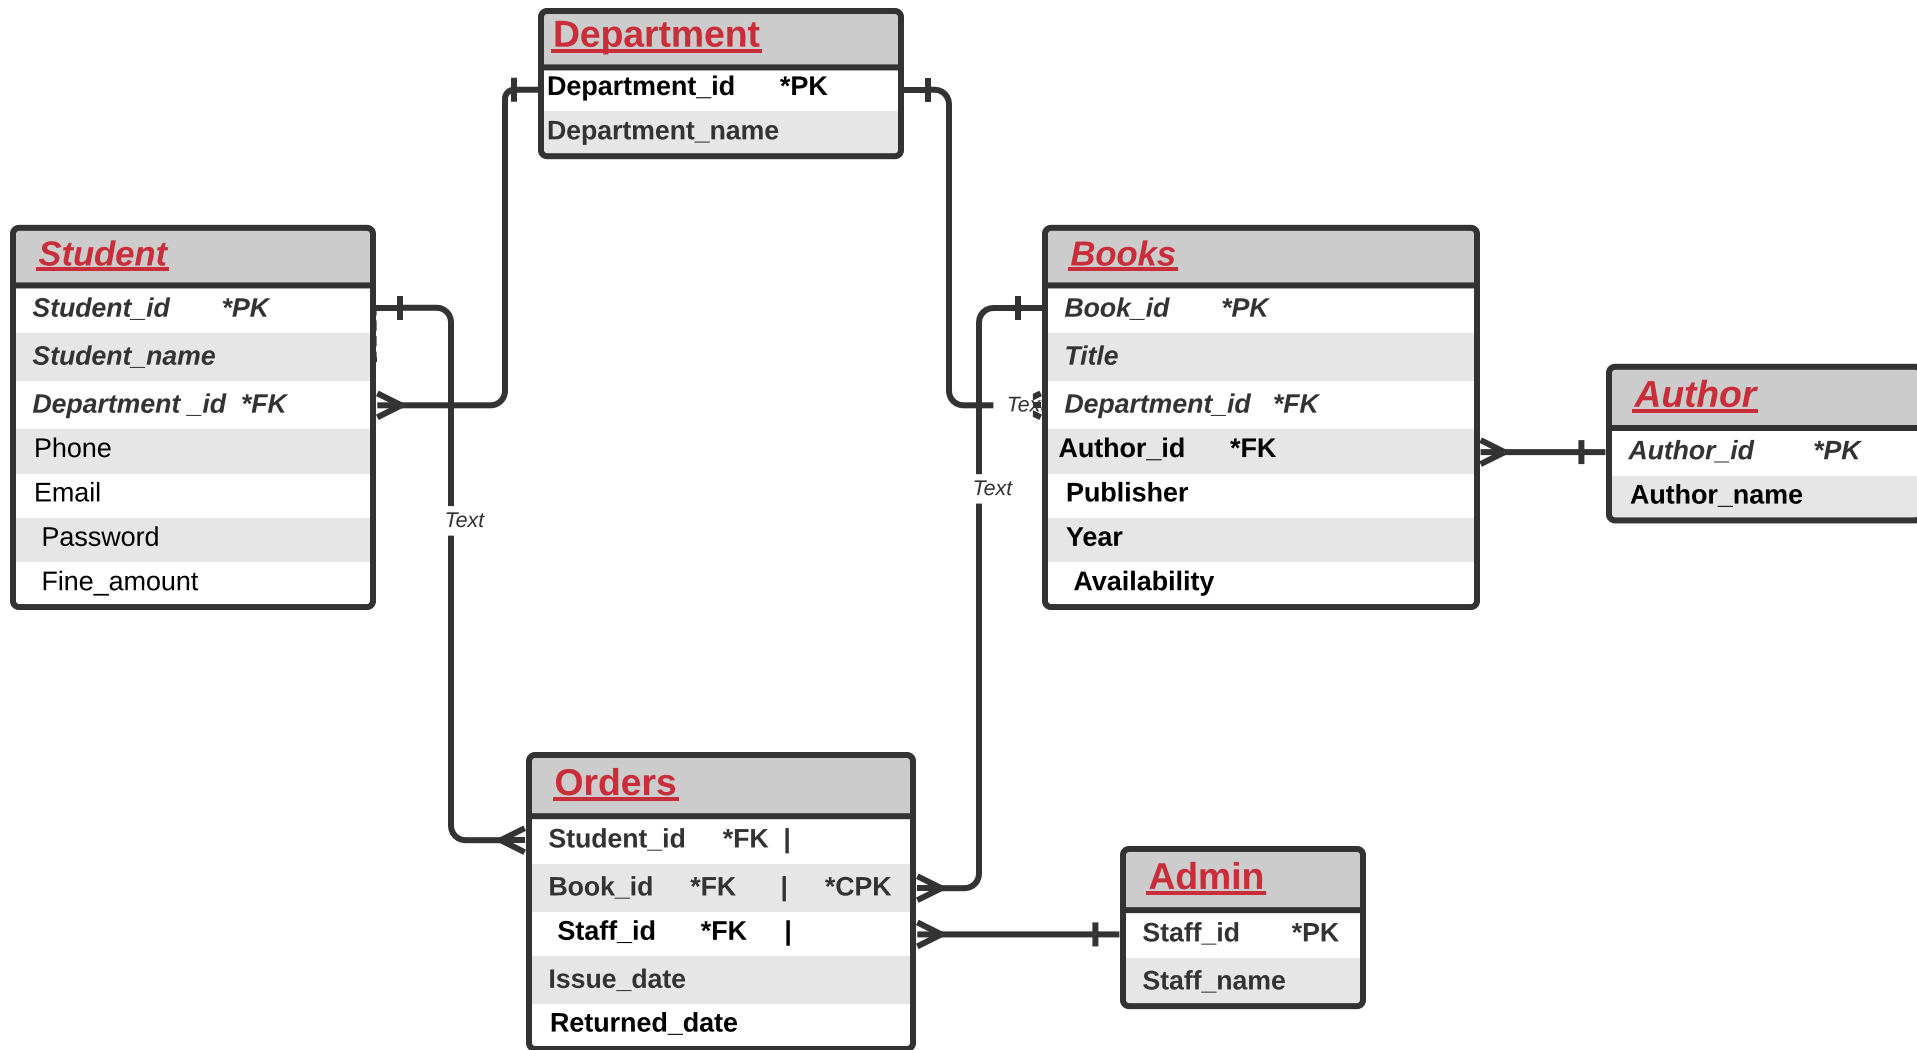 Department
Department_id *PK
Department_name
Student
Student_id *PK
Student_name
Department _id *FK
Phone
Email
Password
Fine_amount
Text
Books
Book_id *PK
Title
Department_id *FK
Author_id *FK
Publisher
Year
Availability
Text
Author
Author_id *PK
Author_name
Orders
Student_id *FK |
Book_id *FK | *CPK
Staff_id *FK |
Issue_date
Returned_date
Admin
Staff_id *PK
Staff_name